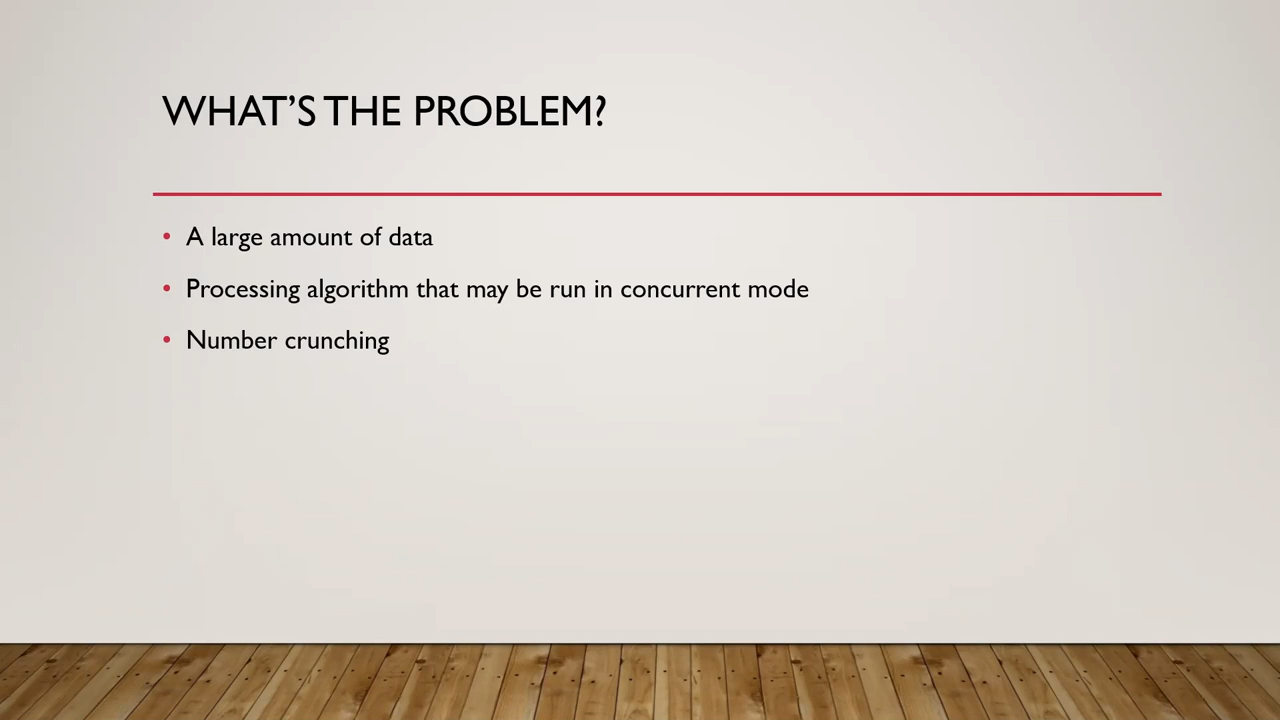 WHAT’S THE PROBLEM?
• A large amount of data
• Processing algorithm that may be run in concurrent mode
• Number crunching